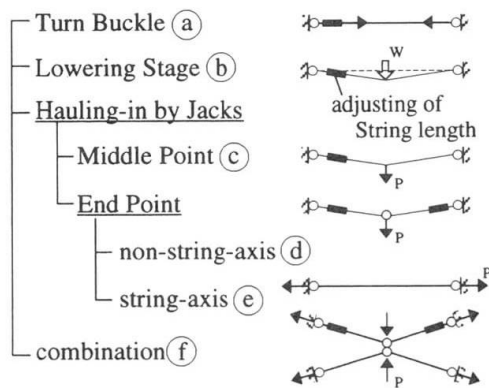 Turn Buckle ⓐ
Lowering Stage ⓑ
W
adjusting of
String length
Hauling-in by Jacks
Middle Point ⓒ
P
End Point
P
non-string-axis ⓓ
P
string-axis ⓔ
combination ⓕ
P